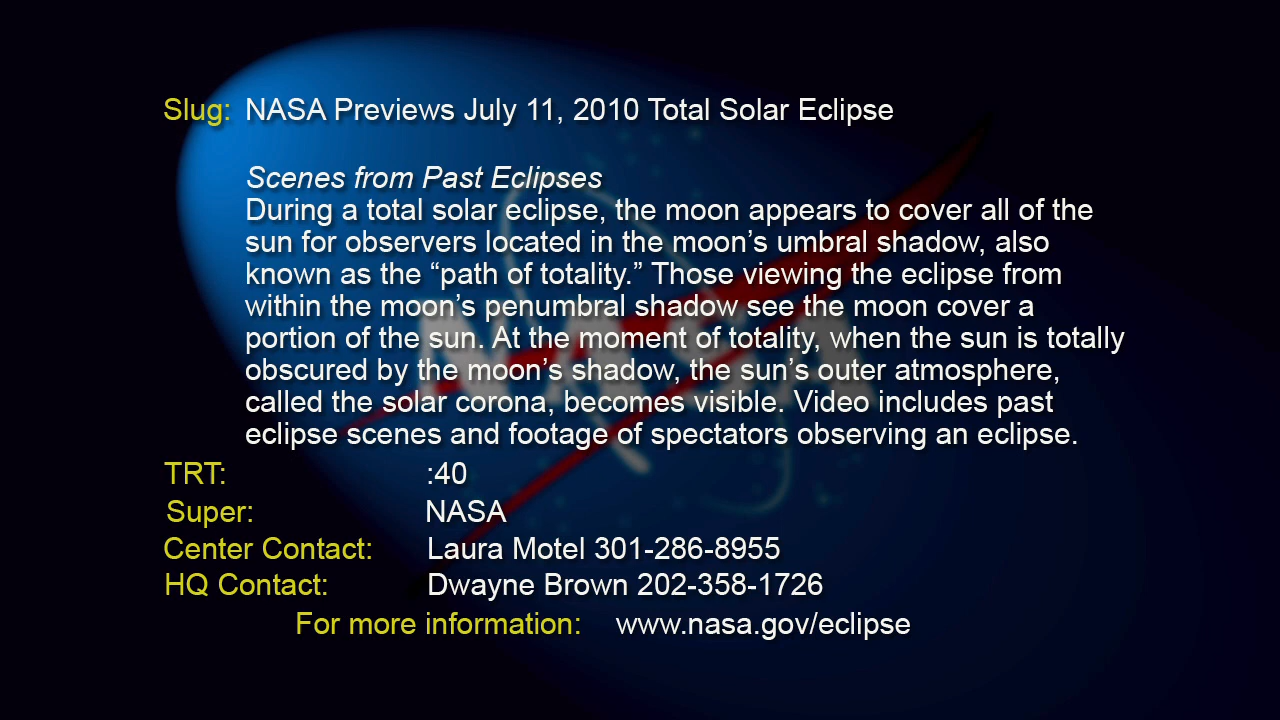 Slug: NASA Previews July 11, 2010 Total Solar Eclipse
Scenes from Past Eclipses
During a total solar eclipse, the moon appears to cover all of the
sun for observers located in the moon’s umbral shadow, also
known as the “path of totality.” Those viewing the eclipse from
within the moon’s penumbral shadow see the moon cover a
portion of the sun. At the moment of totality, when the sun is totally
obscured by the moon’s shadow, the sun’s outer atmosphere,
called the solar corona, becomes visible. Video includes past
eclipse scenes and footage of spectators observing an eclipse.
TRT: :40
Super: NASA
Center Contact: Laura Motel 301-286-8955
HQ Contact: Dwayne Brown 202-358-1726
For more information: www.nasa.gov/eclipse
NASA